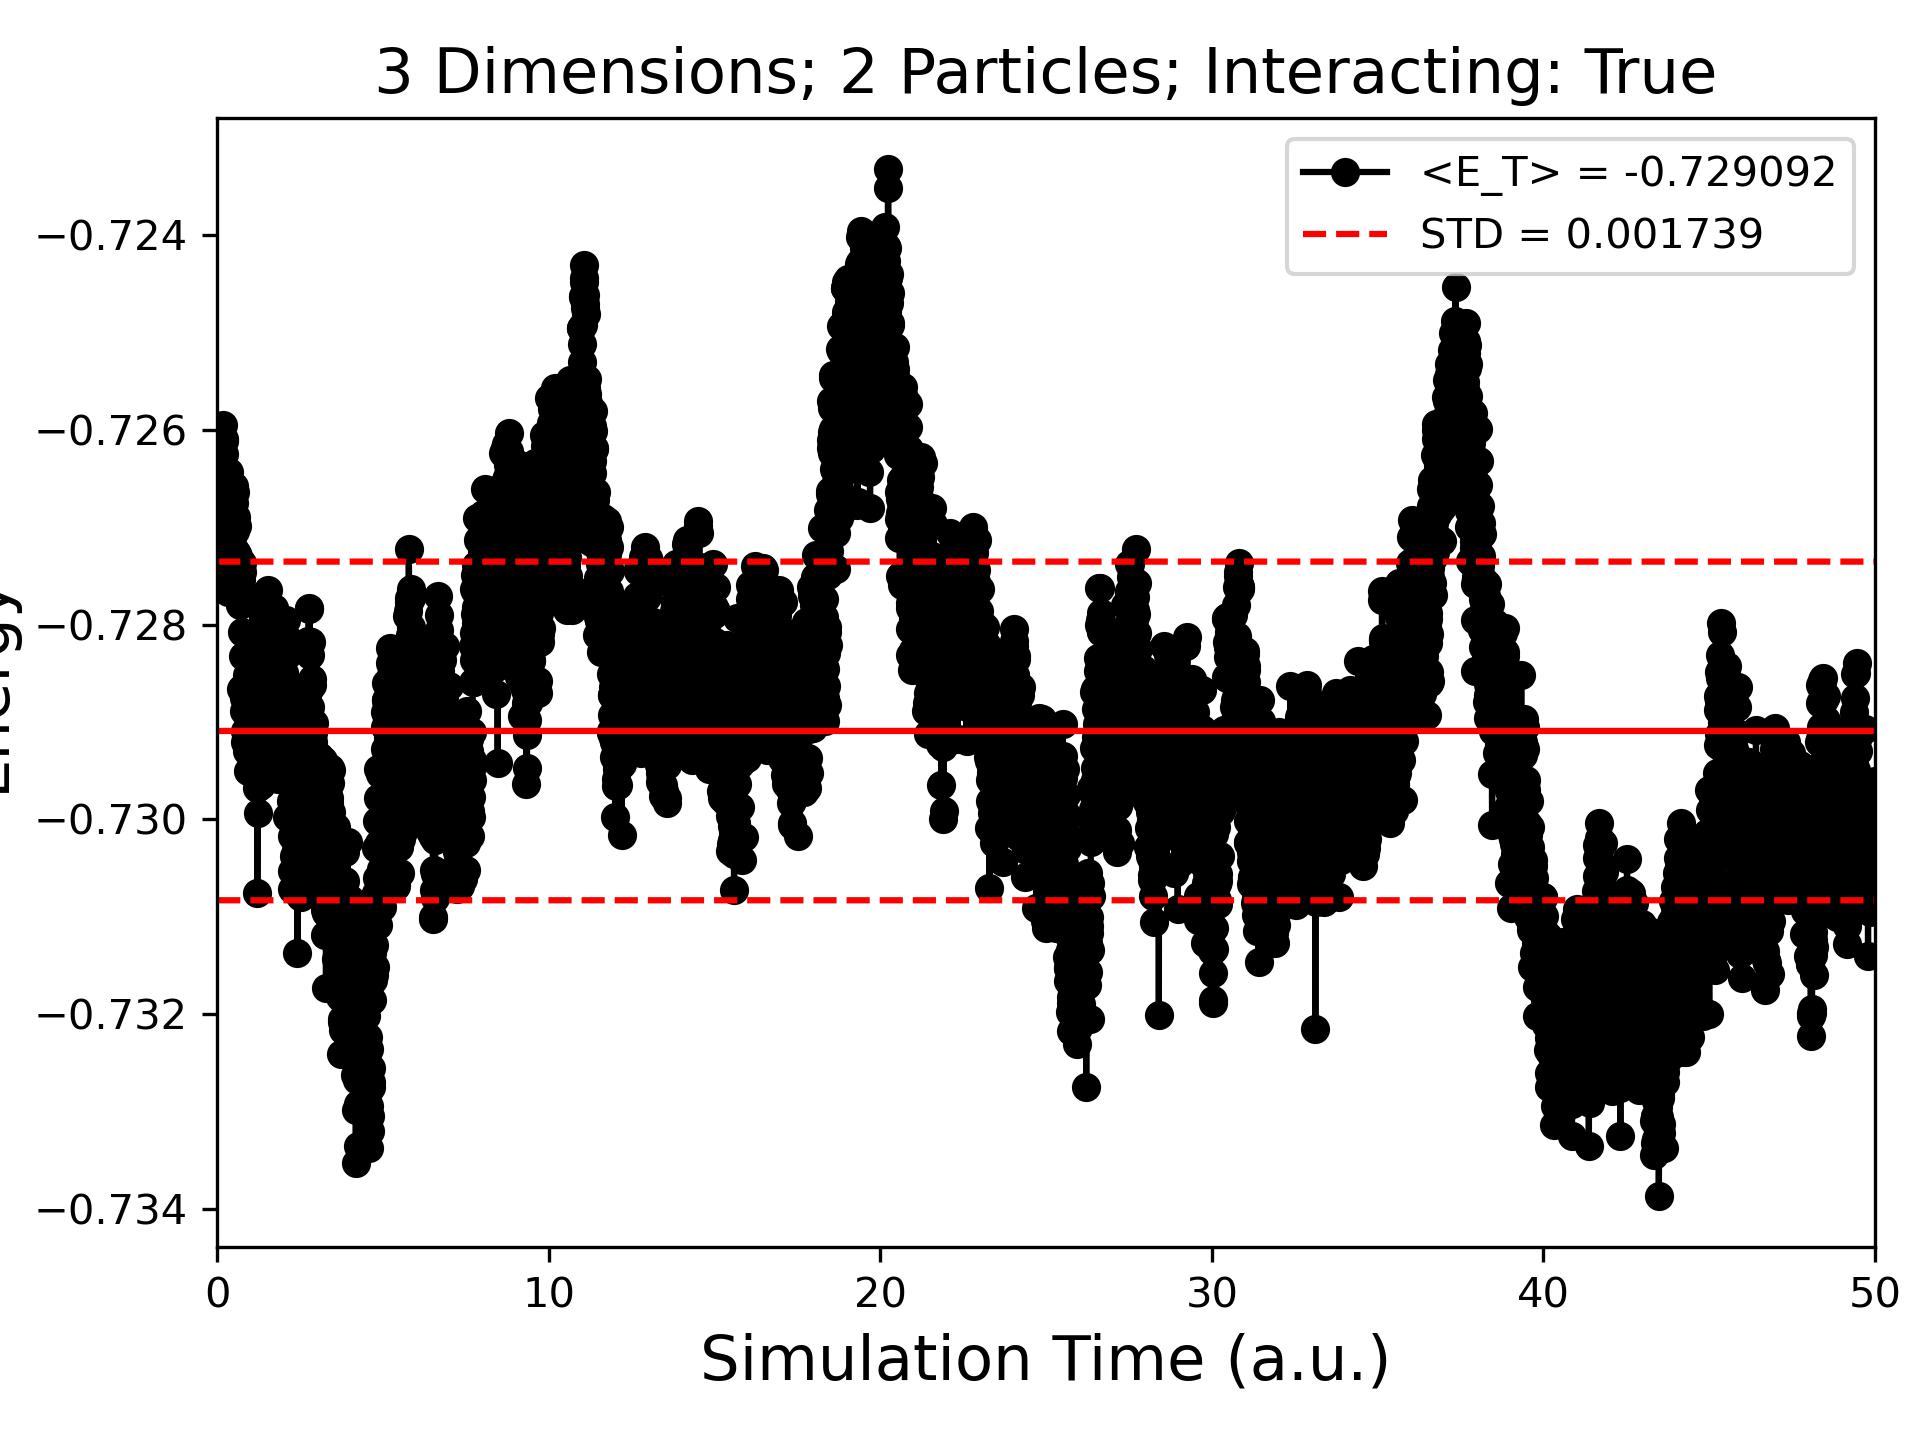 3 Dimensions; 2 Particles; Interacting: True
<E_T> = -0.729092
STD = 0.001739
−0.724
−0.726
−0.728
−0.730
−0.732
−0.734
Energy
0 10 20 30 40 50
Simulation Time (a.u.)